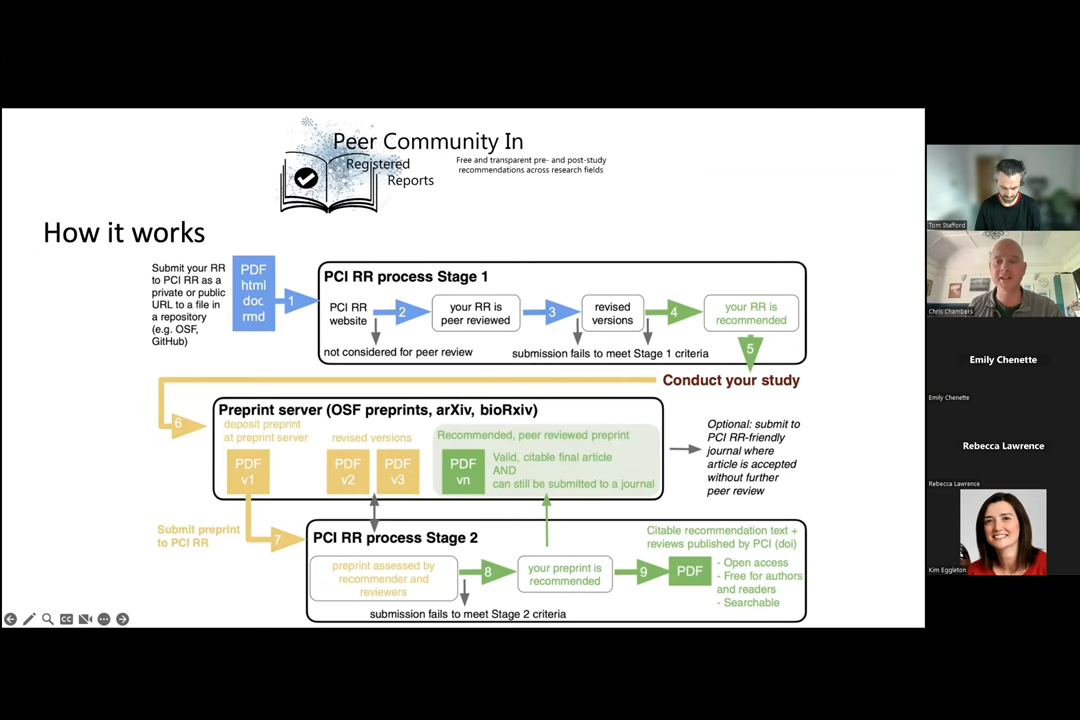 Peer Community In
Registered
Reports
Free and transparent pre- and post-study
recommendations across research fields
How it works
Submit your RR
to PCI RR as a
private or public
URL to a file in
a repository
(e.g. OSF,
GitHub)
PDF
html
doc
rmd
1
PCI RR process Stage 1
PCI RR
website
2
your RR is
peer reviewed
3
revised
versions
4
your RR is
recommended
not considered for peer review
submission fails to meet Stage 1 criteria
5
Conduct your study
6
Preprint server (OSF preprints, arXiv, bioRxiv)
deposit preprint
at preprint server
revised versions
PDF
v1
PDF
v2
PDF
v3
Recommended, peer reviewed preprint
PDF
vn
Valid, citable final article
AND
can still be submitted to a journal
Optional: submit to
PCI RR-friendly
journal where
article is accepted
without further
peer review
Submit preprint
to PCI RR
7
PCI RR process Stage 2
preprint assessed by
recommender and
reviewers
8
your preprint is
recommended
9
Citable recommendation text +
reviews published by PCI (doi)
PDF
- Open access
- Free for authors
and readers
- Searchable
submission fails to meet Stage 2 criteria
CC
Tom Stafford
Chris Chambers
Emily Chenette
Emily Chenette
Rebecca Lawrence
Rebecca Lawrence
Kim Eggleton